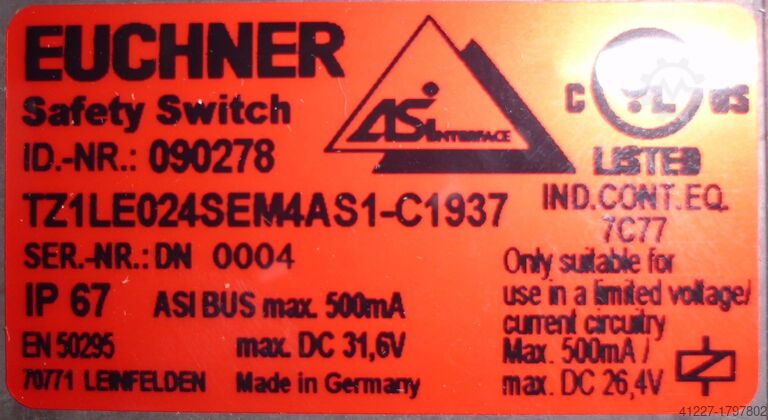 EUCHNER
Safety Switch
ID.-NR.: 090278
TZ1LE024SEM4AS1-C1937
SER.-NR.: DN 0004
IP 67 ASI BUS max. 500mA
EN 50295 max. DC 31,6V
70771 LEINFELDEN Made in Germany
ASi INTERFACE
C UL US
LISTED
IND.CONT.EQ.
7C77
Only suitable for
use in a limited voltage/
current circuitry
Max. 500mA /
max. DC 26,4V
41227-1797802